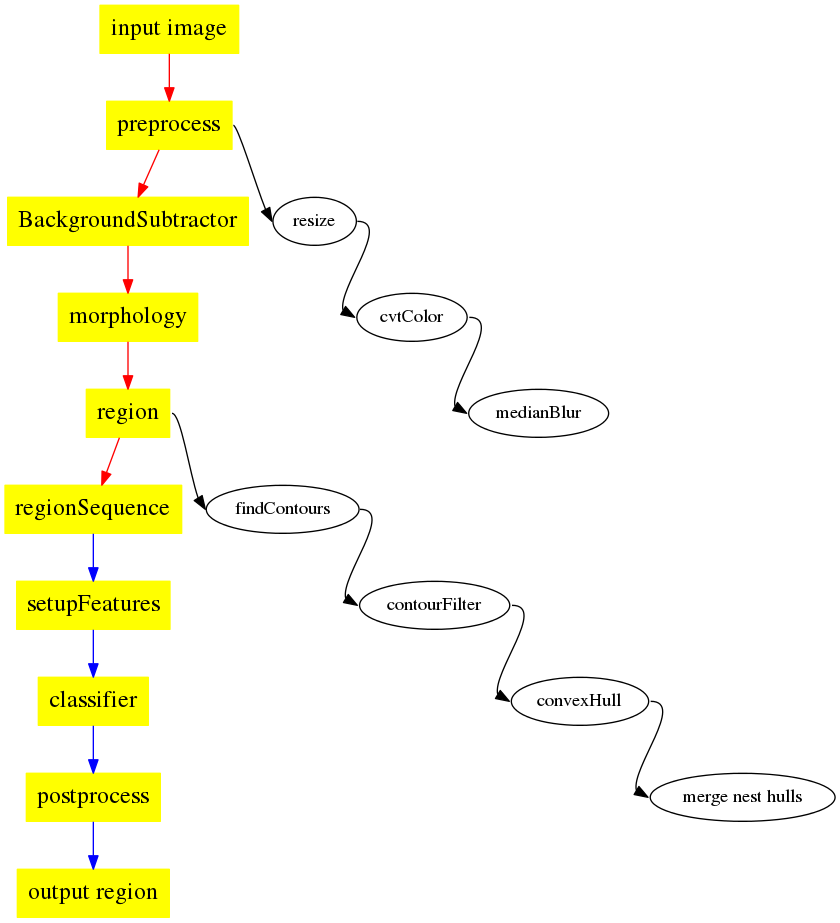 input image
preprocess
BackgroundSubtractor
resize
morphology
cvtColor
region
medianBlur
regionSequence
findContours
setupFeatures
contourFilter
classifier
convexHull
postprocess
merge nest hulls
output region